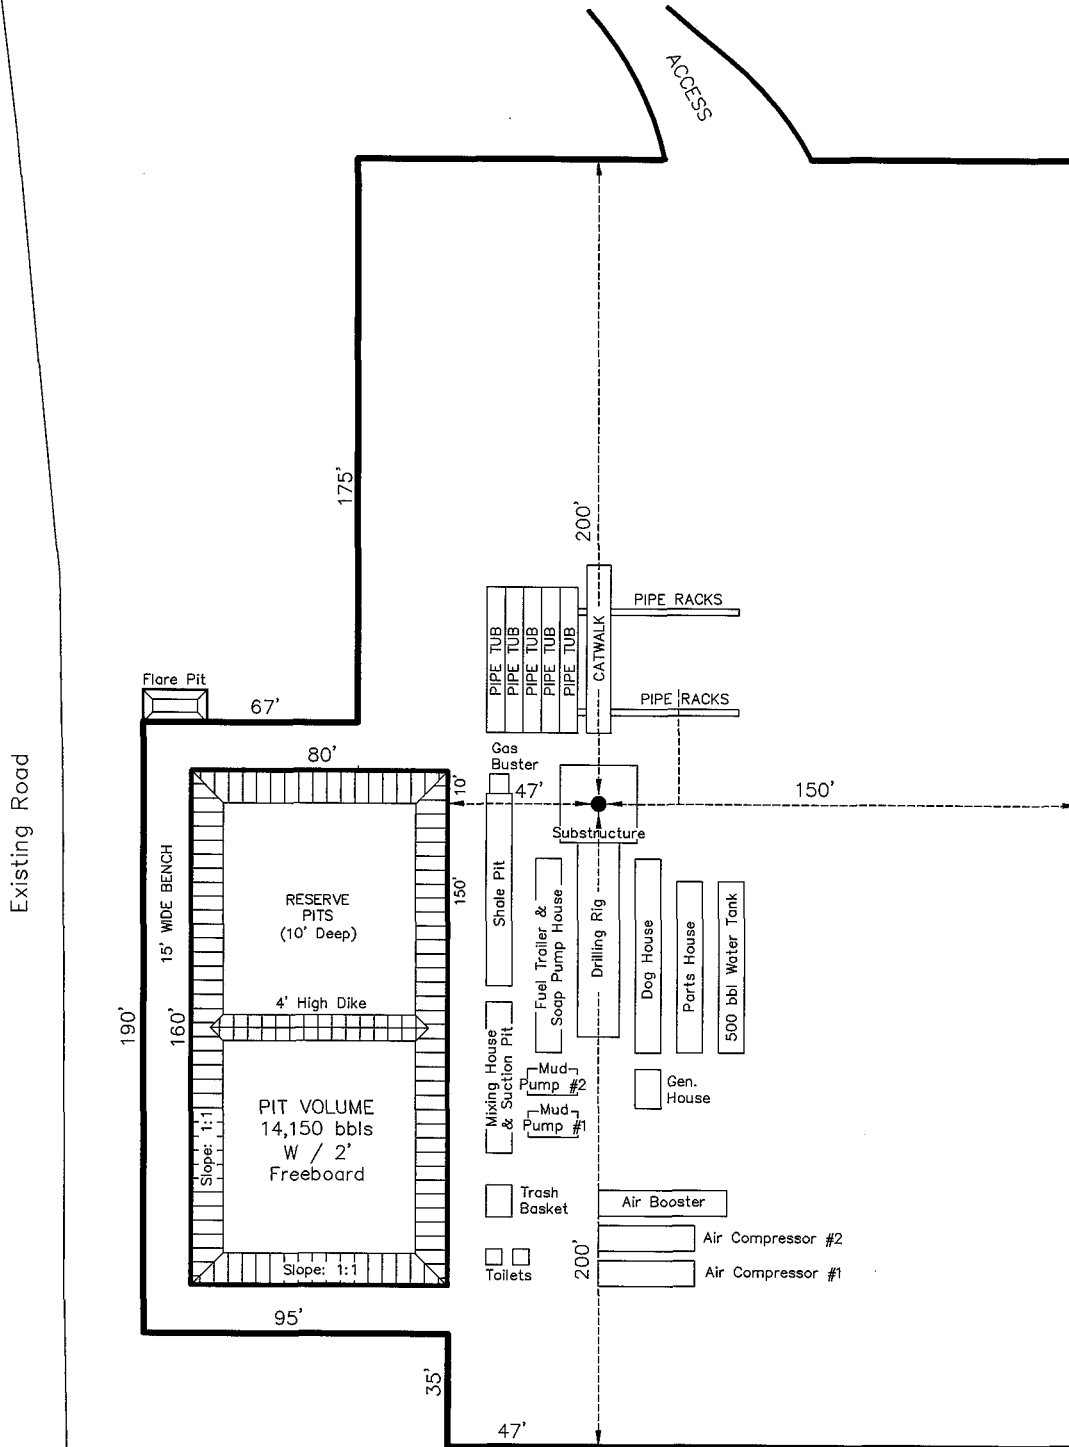 ACCESS
175'
200'
PIPE RACKS
PIPE TUB
PIPE TUB
PIPE TUB
PIPE TUB
PIPE TUB
CATWALK
PIPE RACKS
Flare Pit
67'
Gas
Buster
80'
10'
47'
150'
Substructure
Existing Road
15' WIDE BENCH
RESERVE
PITS
(10' Deep)
150'
Shale Pit
Fuel Trailer &
Soap Pump House
Drilling Rig
Dog House
Parts House
500 bbl Water Tank
4' High Dike
190'
160'
Mixing House
& Suction Pit
Mud
Pump #2
Gen.
House
PIT VOLUME
14,150 bbls
W / 2'
Freeboard
Mud
Pump #1
Slope: 1:1
Trash
Basket
Air Booster
Air Compressor #2
Slope: 1:1
Toilets
200'
Air Compressor #1
95'
35'
47'